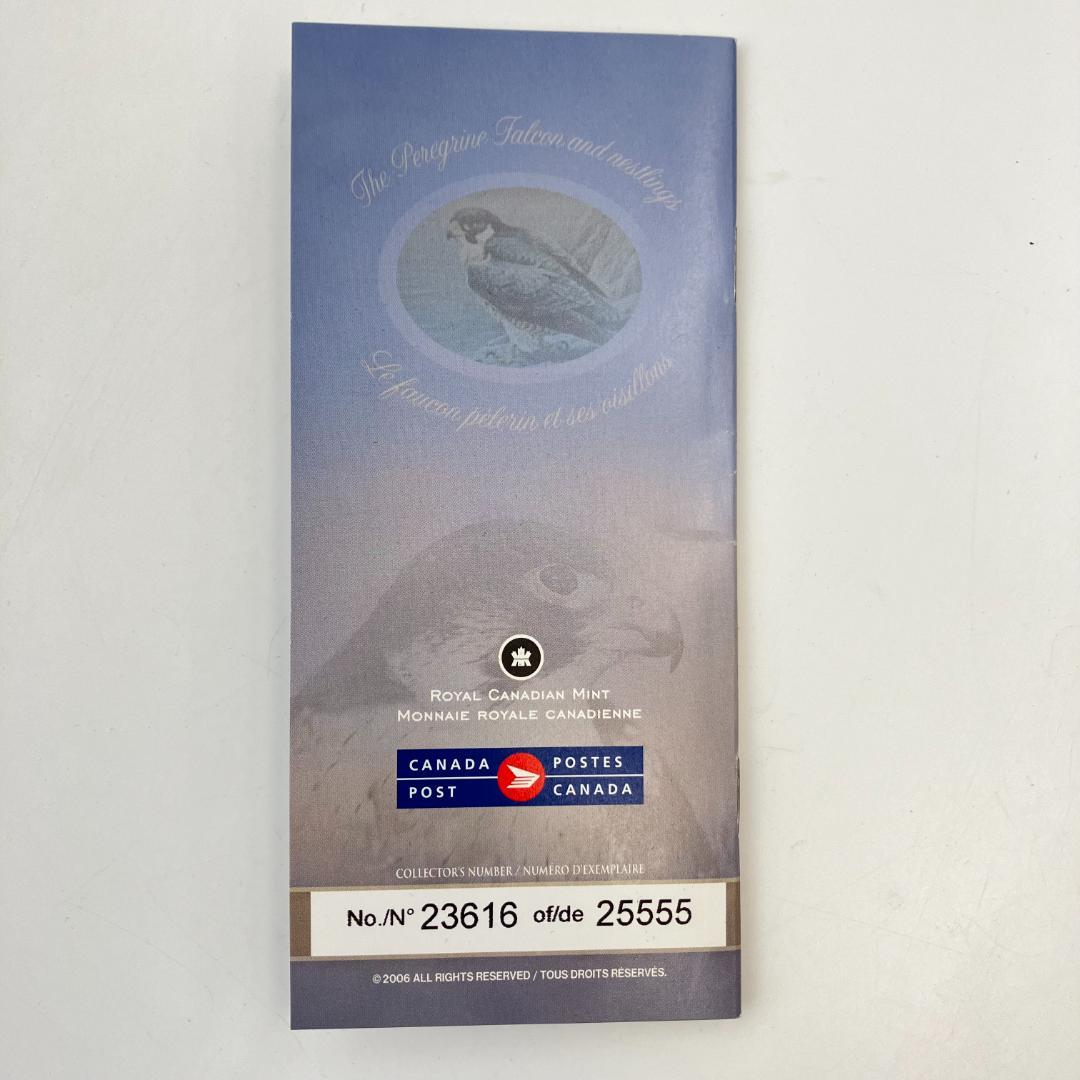 The Peregrine Falcon and nestlings
Le faucon pèlerin et ses oisillons
ROYAL CANADIAN MINT
MONNAIE ROYALE CANADIENNE
CANADA POSTES
POST CANADA
COLLECTOR'S NUMBER / NUMÉRO D'EXEMPLAIRE
No./N° 23616 of/de 25555
©2006 ALL RIGHTS RESERVED / TOUS DROITS RÉSERVÉS.